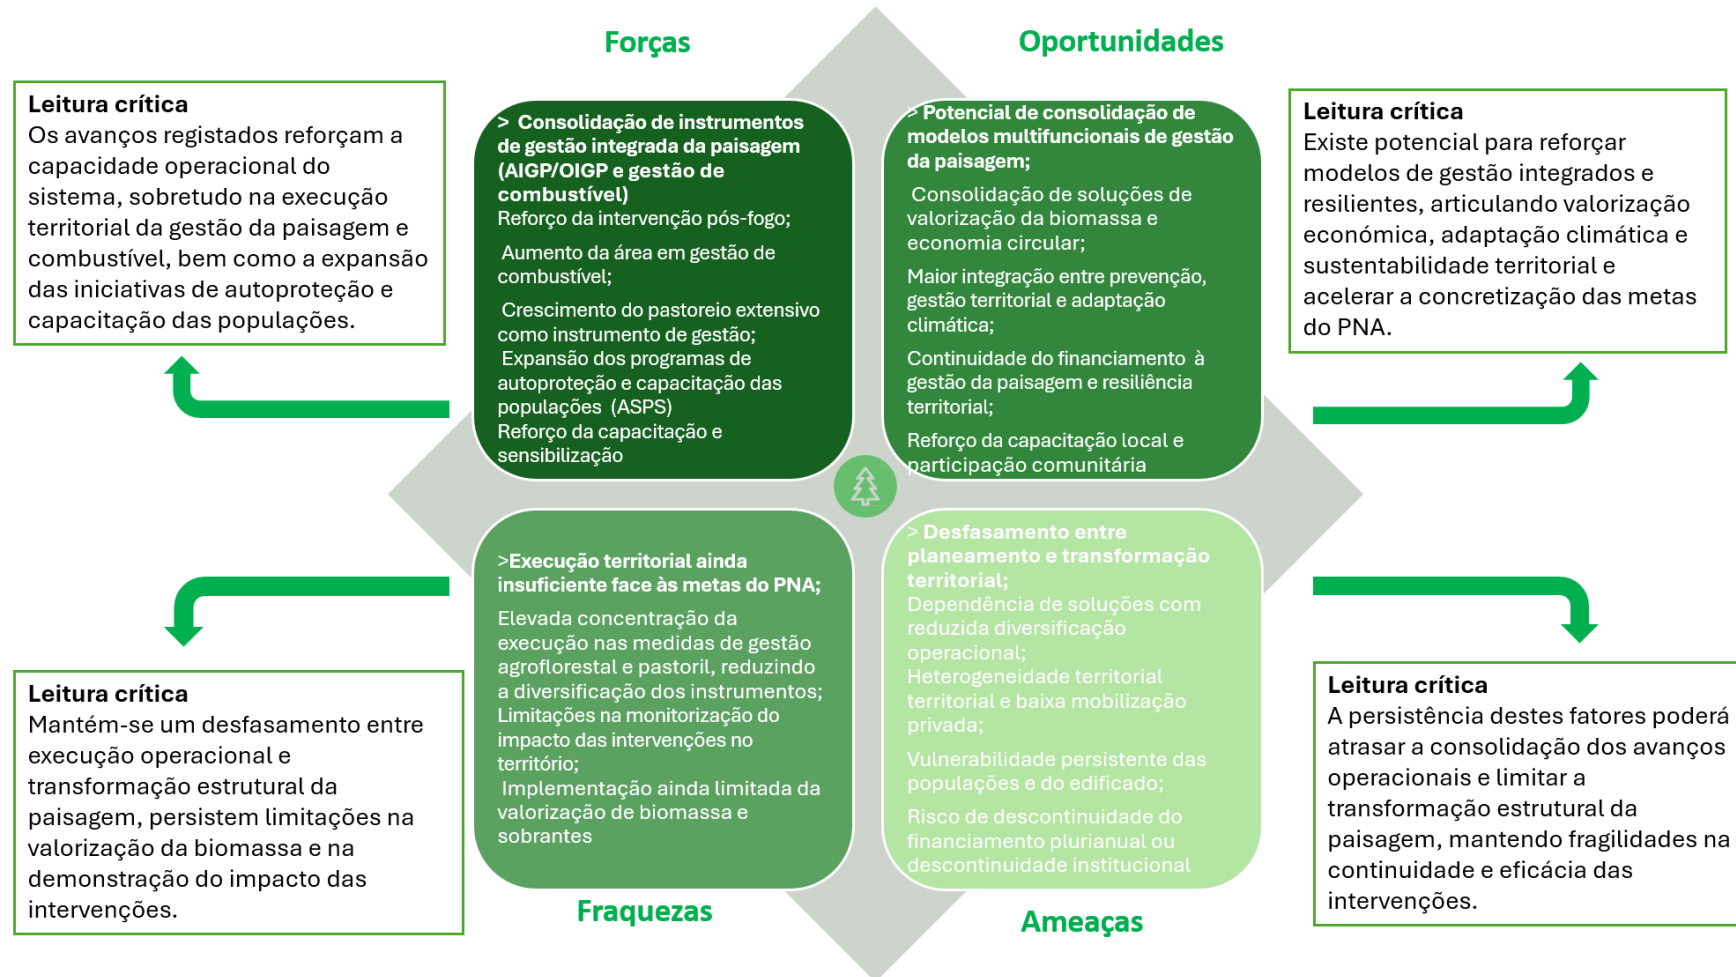 Forças
Leitura crítica
Os avanços registados reforçam a
capacidade operacional do
sistema, sobretudo na execução
territorial da gestão da paisagem e
combustível, bem como a expansão
das iniciativas de autoproteção e
capacitação das populações.
> Consolidação de instrumentos
de gestão integrada da paisagem
(AIGP/OIGP e gestão de
combustível)
Reforço da intervenção pós-fogo;
Aumento da área em gestão de
combustível;
Crescimento do pastoreio extensivo
como instrumento de gestão;
Expansão dos programas de
autoproteção e capacitação das
populações (ASPS)
Reforço da capacitação e
sensibilização
Oportunidades
> Potencial de consolidação de
modelos multifuncionais de gestão
da paisagem;
Consolidação de soluções de
valorização da biomassa e
economia circular;
Maior integração entre prevenção,
gestão territorial e adaptação
climática;
Continuidade do financiamento à
gestão da paisagem e resiliência
territorial;
Reforço da capacitação local e
participação comunitária
Leitura crítica
Existe potencial para reforçar
modelos de gestão integrados e
resilientes, articulando valorização
económica, adaptação climática e
sustentabilidade territorial e
acelerar a concretização das metas
do PNA.
Leitura crítica
Mantém-se um desfasamento entre
execução operacional e
transformação estrutural da
paisagem, persistem limitações na
valorização da biomassa e na
demonstração do impacto das
intervenções.
>Execução territorial ainda
insuficiente face às metas do PNA;
Elevada concentração da
execução nas medidas de gestão
agroflorestal e pastoril, reduzindo
a diversificação dos instrumentos;
Limitações na monitorização do
impacto das intervenções no
território;
Implementação ainda limitada da
valorização de biomassa e
sobrantes
Fraquezas
> Desfasamento entre
planeamento e transformação
territorial;
Dependência de soluções com
reduzida diversificação
operacional;
Heterogeneidade territorial
territorial e baixa mobilização
privada;
Vulnerabilidade persistente das
populações e do edificado;
Risco de descontinuidade do
financiamento plurianual ou
descontinuidade institucional
Ameaças
Leitura crítica
A persistência destes fatores poderá
atrasar a consolidação dos avanços
operacionais e limitar a
transformação estrutural da
paisagem, mantendo fragilidades na
continuidade e eficácia das
intervenções.